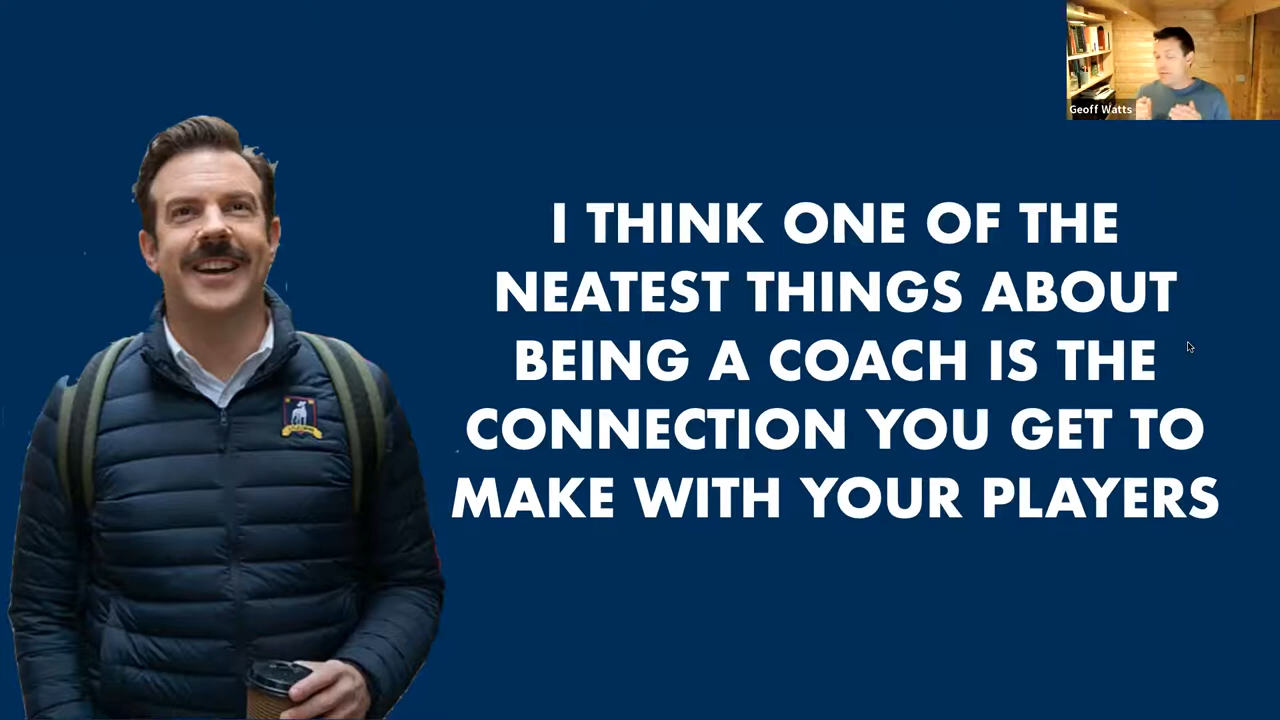 Geoff Watts
I THINK ONE OF THE
NEATEST THINGS ABOUT
BEING A COACH IS THE
CONNECTION YOU GET TO
MAKE WITH YOUR PLAYERS